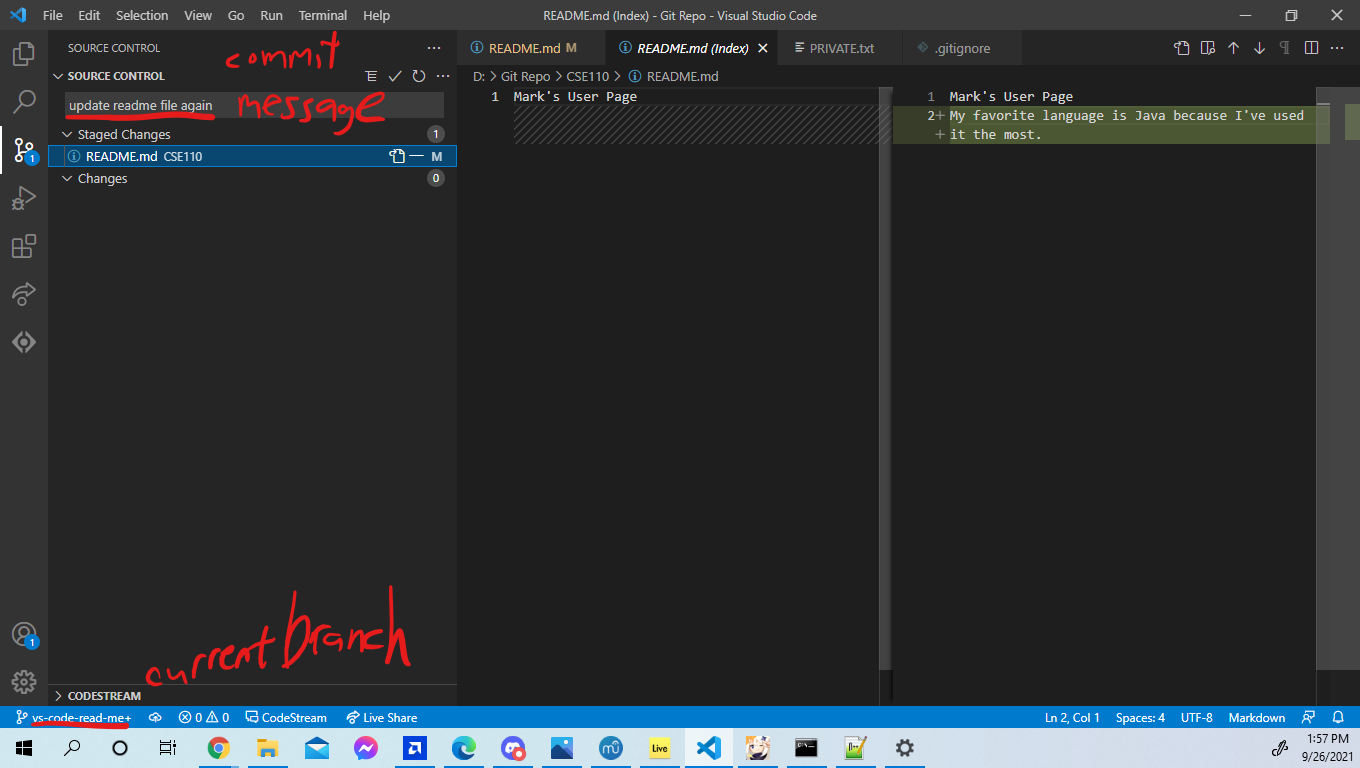 File Edit Selection View Go Run Terminal Help
README.md (Index) - Git Repo - Visual Studio Code
SOURCE CONTROL
commit
README.md M
README.md (Index)
PRIVATE.txt
.gitignore
SOURCE CONTROL
D: > Git Repo > CSE110 > README.md
update readme file again
message
1 Mark's User Page
1 Mark's User Page
2+ My favorite language is Java because I've used
+ it the most.
Staged Changes 1
README.md CSE110 M
Changes 0
1
current branch
1
CODESTREAM
vs-code-read-me+
0 0
CodeStream
Live Share
Ln 2, Col 1
Spaces: 4
UTF-8
Markdown
Live
1:57 PM
9/26/2021